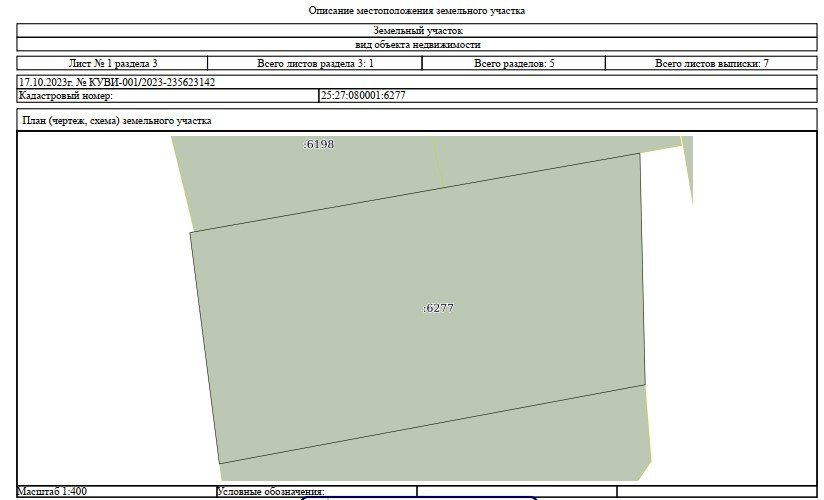 Описание местоположения земельного участка
Земельный участок
вид объекта недвижимости
Лист № 1 раздела 3 Всего листов раздела 3: 1 Всего разделов: 5 Всего листов выписки: 7
17.10.2023г. № КУВИ-001/2023-235623142
Кадастровый номер: 25:27:080001:6277
План (чертеж, схема) земельного участка
:6198
:6277
Масштаб 1:400 Условные обозначения: